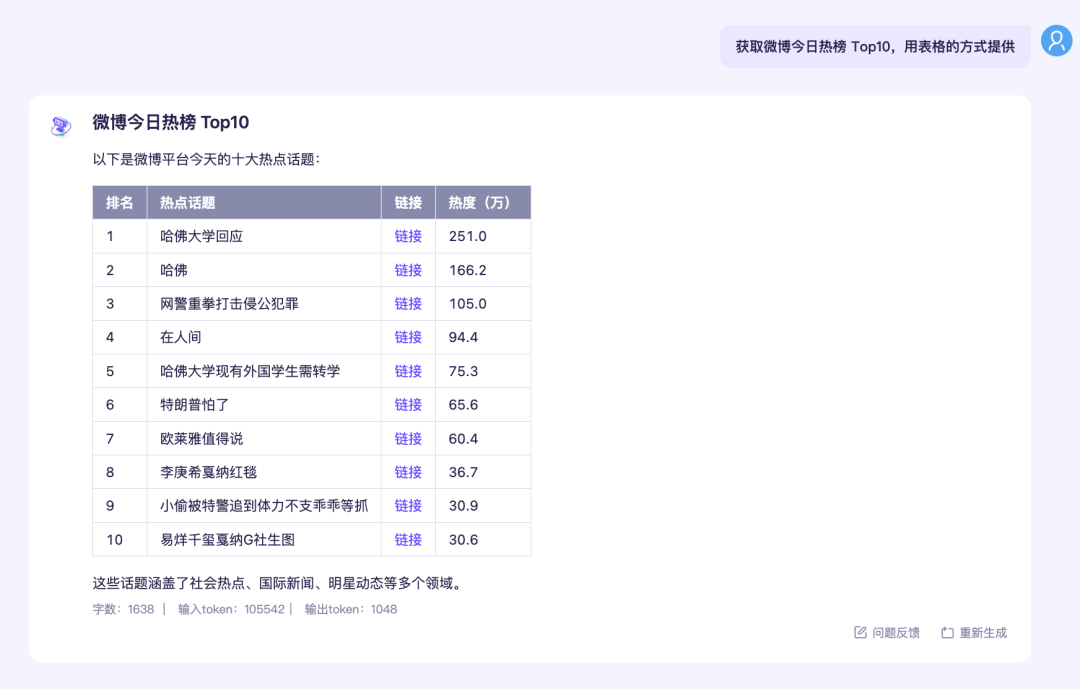 获取微博今日热榜 Top10，用表格的方式提供
微博今日热榜 Top10
以下是微博平台今天的十大热点话题：
排名 热点话题 链接 热度（万）
1 哈佛大学回应 链接 251.0
2 哈佛 链接 166.2
3 网警重拳打击侵公犯罪 链接 105.0
4 在人间 链接 94.4
5 哈佛大学现有外国学生需转学 链接 75.3
6 特朗普怕了 链接 65.6
7 欧莱雅值得说 链接 60.4
8 李庚希戛纳红毯 链接 36.7
9 小偷被特警追到体力不支乖乖等抓 链接 30.9
10 易烊千玺戛纳G社生图 链接 30.6
这些话题涵盖了社会热点、国际新闻、明星动态等多个领域。
字数：1638 | 输入token：105542 | 输出token：1048
问题反馈 重新生成